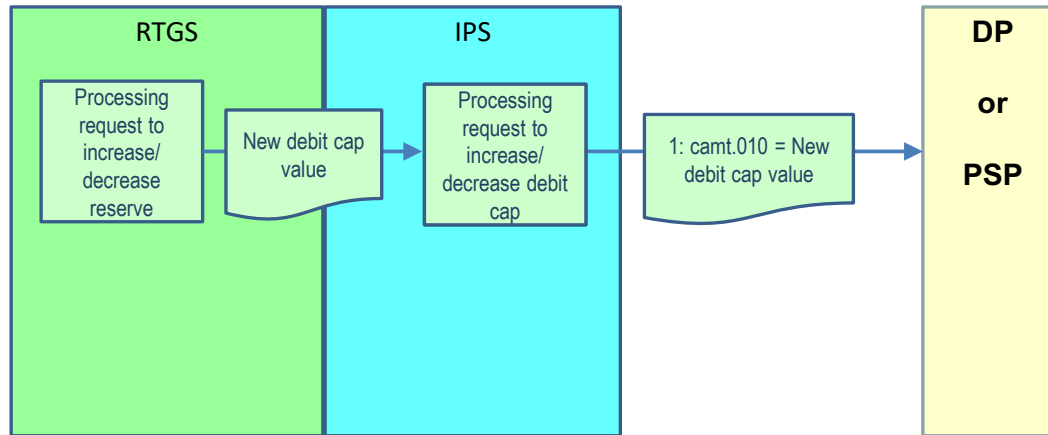 RTGS
IPS
DP
or
PSP
Processing
request to
increase/
decrease
reserve
New debit cap
value
Processing
request to
increase/
decrease debit
cap
1: camt.010 = New
debit cap value